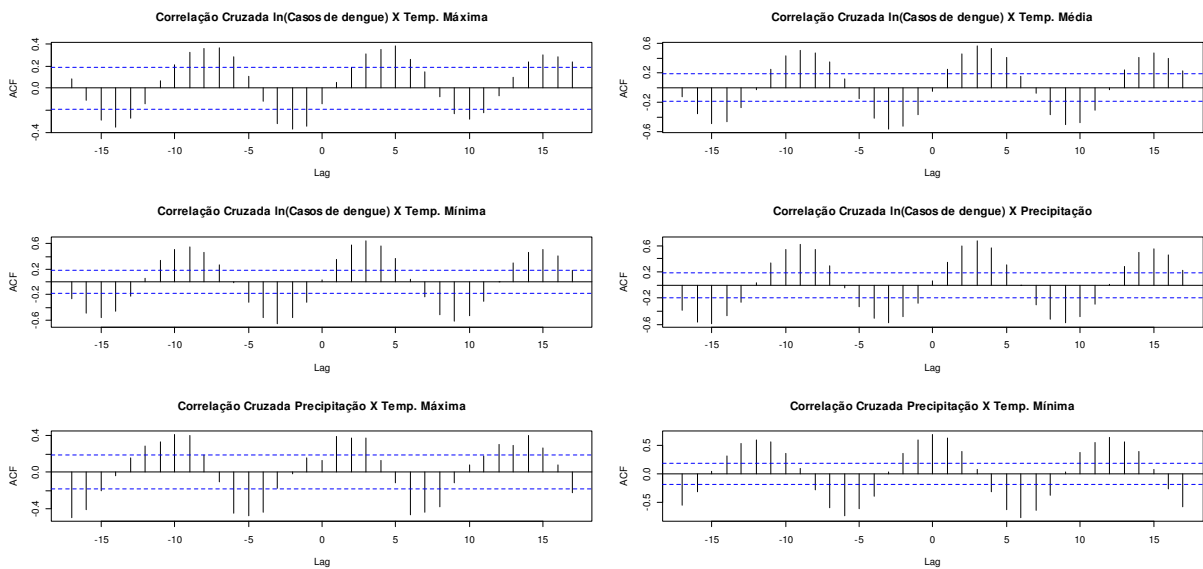 Correlação Cruzada ln(Casos de dengue) X Temp. Máxima
ACF
0.4
0.2
0.0
-0.4
-15 -10 -5 0 5 10 15
Lag
Correlação Cruzada ln(Casos de dengue) X Temp. Média
ACF
0.6
0.2
-0.2
-0.6
-15 -10 -5 0 5 10 15
Lag
Correlação Cruzada ln(Casos de dengue) X Temp. Mínima
ACF
0.6
0.2
-0.2
-0.6
-15 -10 -5 0 5 10 15
Lag
Correlação Cruzada ln(Casos de dengue) X Precipitação
ACF
0.6
0.2
-0.2
-0.6
-15 -10 -5 0 5 10 15
Lag
Correlação Cruzada Precipitação X Temp. Máxima
ACF
0.4
0.0
-0.4
-15 -10 -5 0 5 10 15
Lag
Correlação Cruzada Precipitação X Temp. Mínima
ACF
0.5
0.0
-0.5
-15 -10 -5 0 5 10 15
Lag